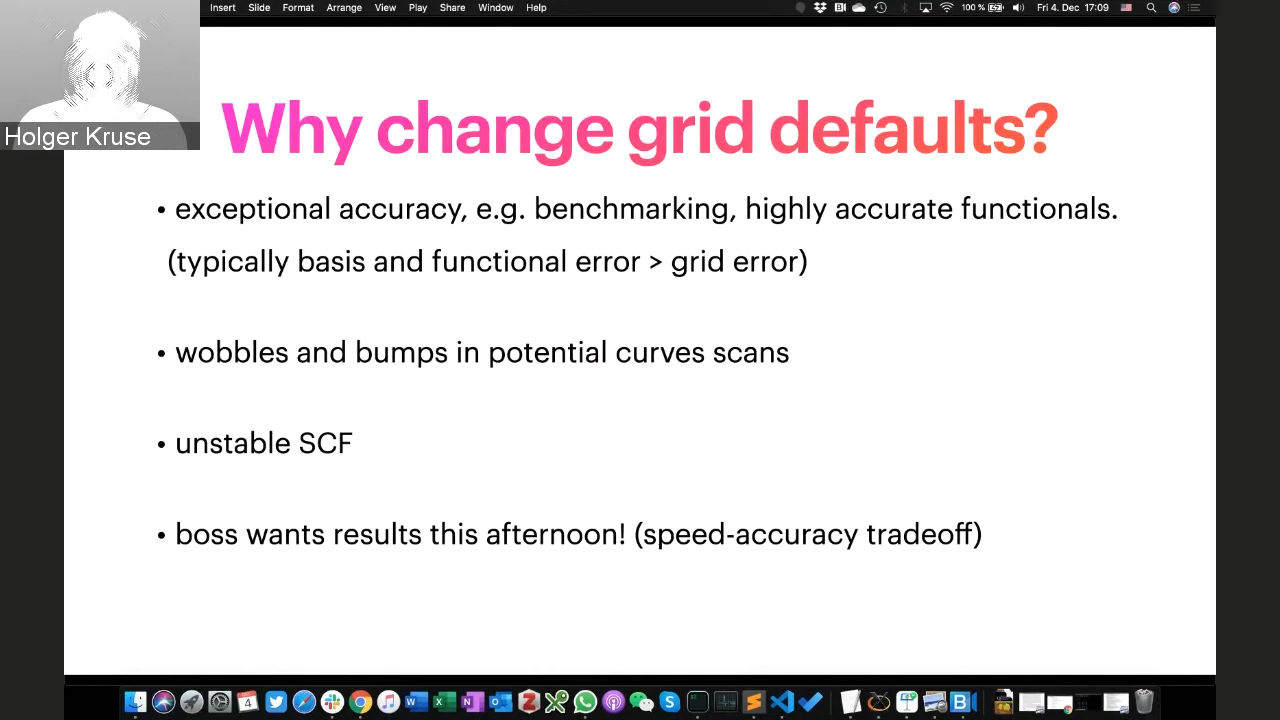 Insert Slide Format Arrange View Play Share Window Help
100 % Fri 4. Dec 17:09
Holger Kruse
Why change grid defaults?
• exceptional accuracy, e.g. benchmarking, highly accurate functionals.
(typically basis and functional error > grid error)
• wobbles and bumps in potential curves scans
• unstable SCF
• boss wants results this afternoon! (speed-accuracy tradeoff)